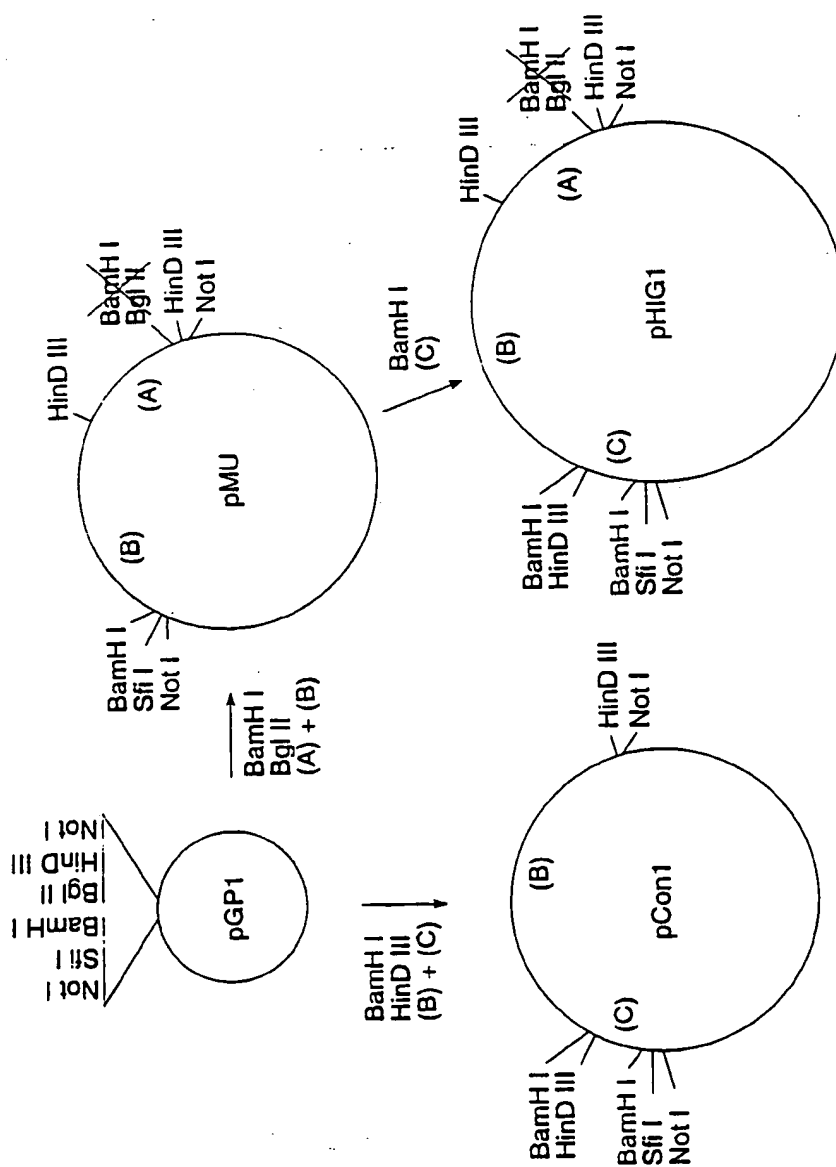 Not I
Sfi I
BamH I
Bgl II
HinD III
Not I
pGP1
BamH I
Bgl II
(A) + (B)
BamH I
Sfi I
Not I
(B)
HinD III
(A)
BamH I
Bgl II
HinD III
Not I
pMU
BamH I
HinD III
(B) + (C)
BamH I
(C)
BamH I
HinD III
(C)
BamH I
Sfi I
Not I
(B)
HinD III
Not I
pCon1
BamH I
HinD III
(C)
BamH I
Sfi I
Not I
(B)
HinD III
(A)
BamH I
Bgl II
HinD III
Not I
pHIG1